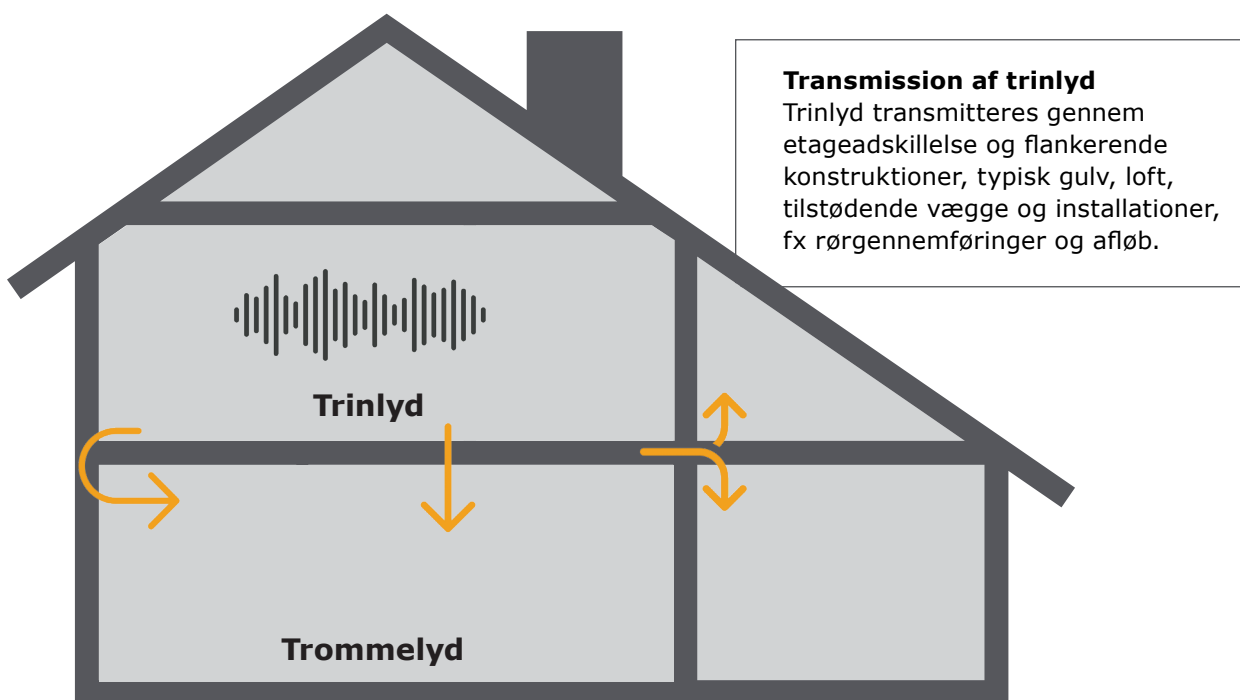 Transmission af trinlyd
Trinlyd transmitteres gennem
etageadskillelse og flankerende
konstruktioner, typisk gulv, loft,
tilstødende vægge og installationer,
fx rørgennemføringer og afløb.
Trinlyd
Trommelyd